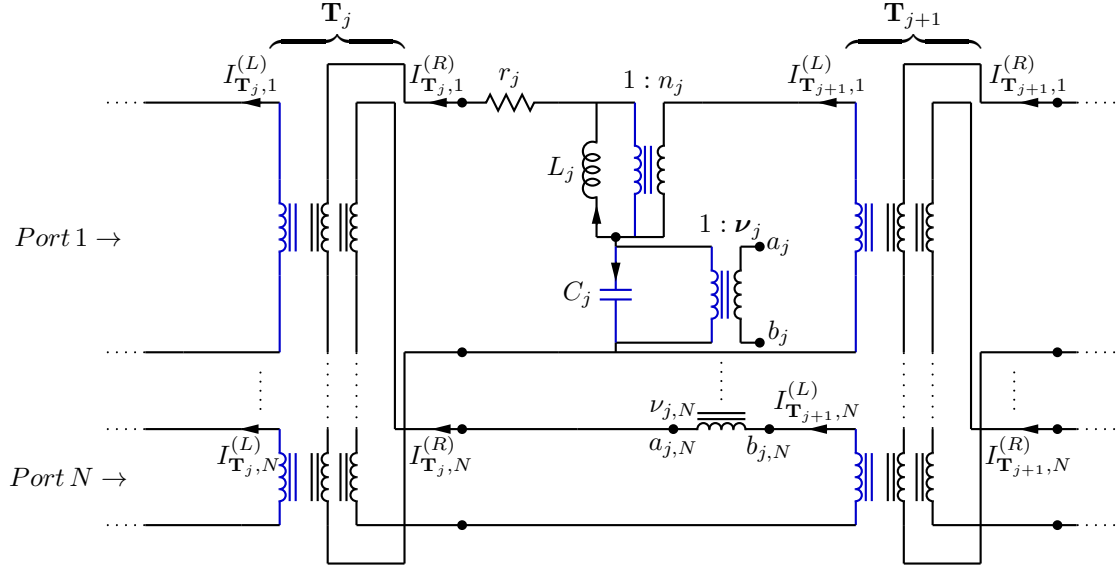 T_j T_{j+1}
I^{(L)}_{T_j,1} I^{(R)}_{T_j,1} r_j 1 : n_j I^{(L)}_{T_{j+1},1} I^{(R)}_{T_{j+1},1}
L_j
Port 1 →
1 : ν_j
a_j
C_j
b_j
ν_{j,N} I^{(L)}_{T_{j+1},N}
I^{(L)}_{T_j,N} I^{(R)}_{T_j,N} a_{j,N} b_{j,N} I^{(R)}_{T_{j+1},N}
Port N →